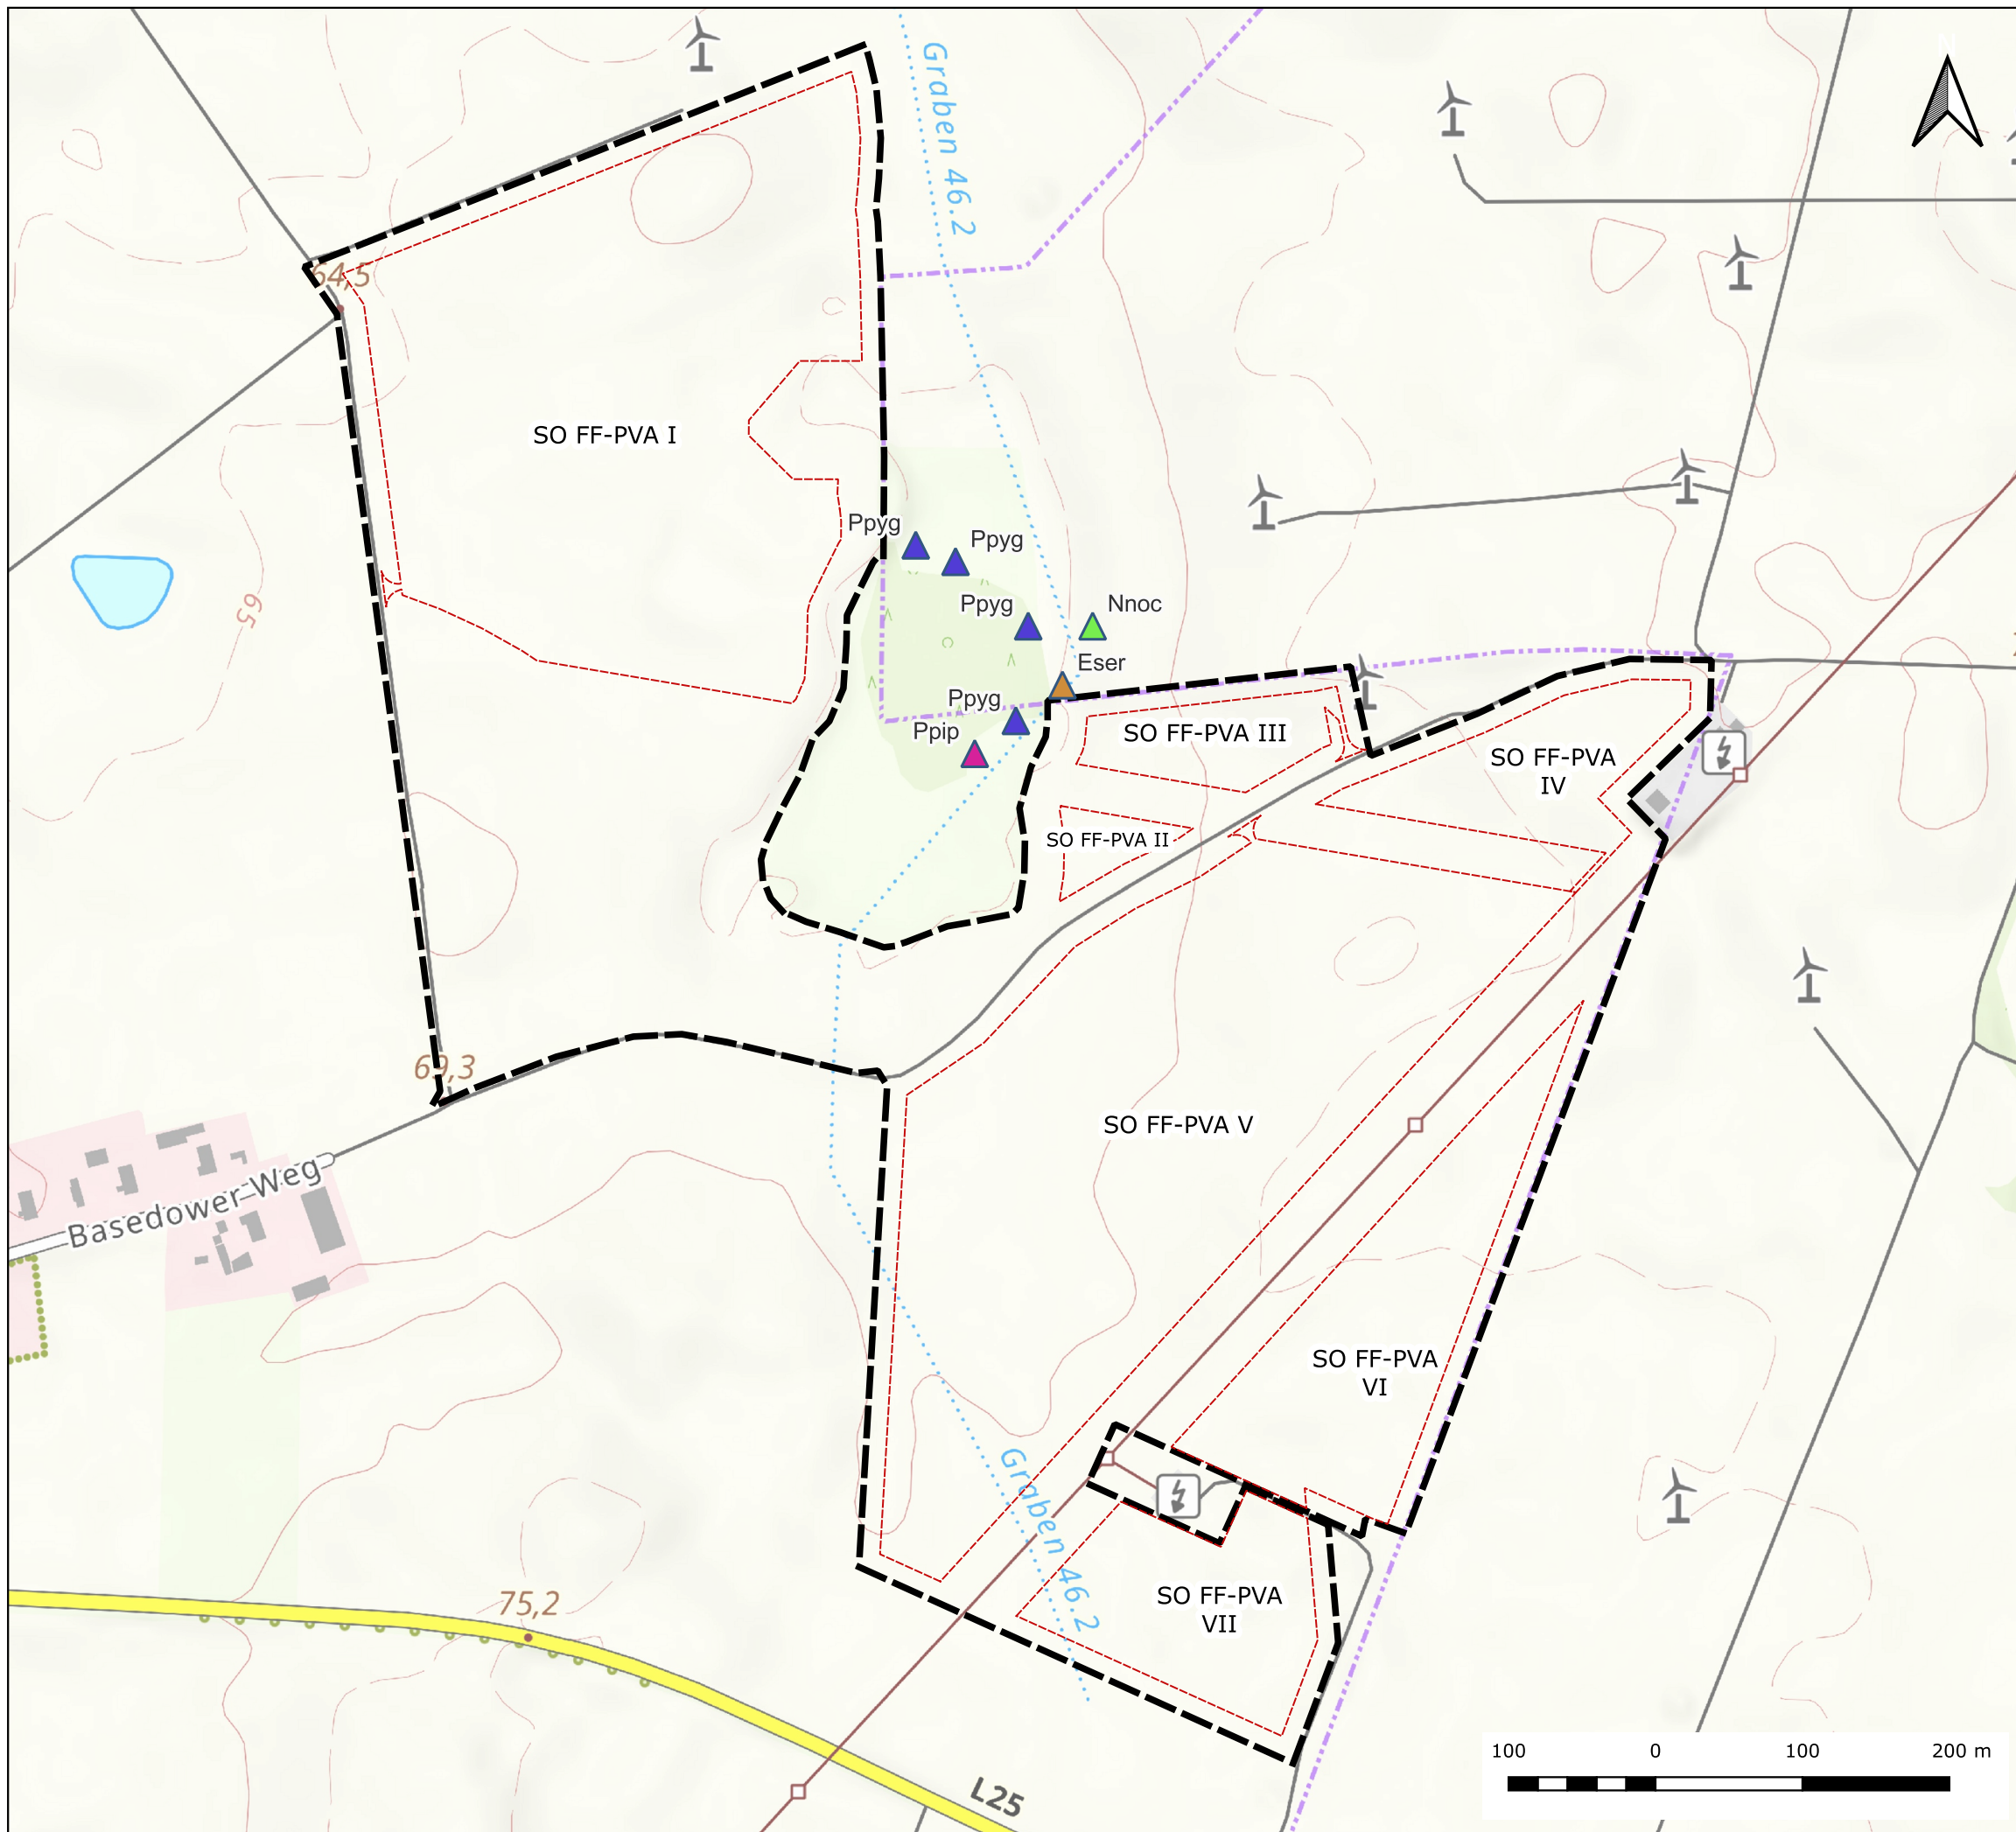 N
Graben 46.2
64,5
SO FF-PVA I
Ppyg
Ppyg
Ppyg
Nnoc
65
Eser
Ppyg
Ppip
SO FF-PVA III
SO FF-PVA
IV
SO FF-PVA II
69,3
SO FF-PVA V
Basedower Weg
SO FF-PVA
VI
Graben 46.2
SO FF-PVA
VII
75,2
L25
100 0 100 200 m